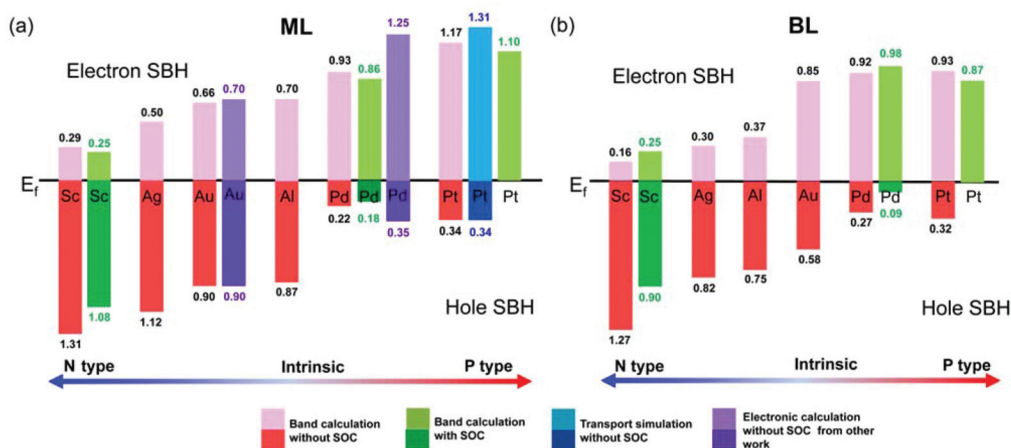 (a)
ML
Electron SBH
0.29
0.25
0.50
0.66
0.70
0.70
0.93
0.86
1.25
1.17
1.31
1.10
Ef
Sc
Sc
Ag
Au
Au
Al
Pd
Pd
Pd
Pt
Pt
Pt
1.31
1.08
1.12
0.90
0.90
0.87
0.22
0.18
0.35
0.34
0.34
Hole SBH
N type
Intrinsic
P type
(b)
BL
Electron SBH
0.16
0.25
0.30
0.37
0.85
0.92
0.98
0.93
0.87
Ef
Sc
Sc
Ag
Al
Au
Pd
Pd
Pt
Pt
1.27
0.90
0.82
0.75
0.58
0.27
0.09
0.32
Hole SBH
N type
Intrinsic
P type
Band calculation
without SOC
Band calculation
with SOC
Transport simulation
without SOC
Electronic calculation
without SOC from other
work